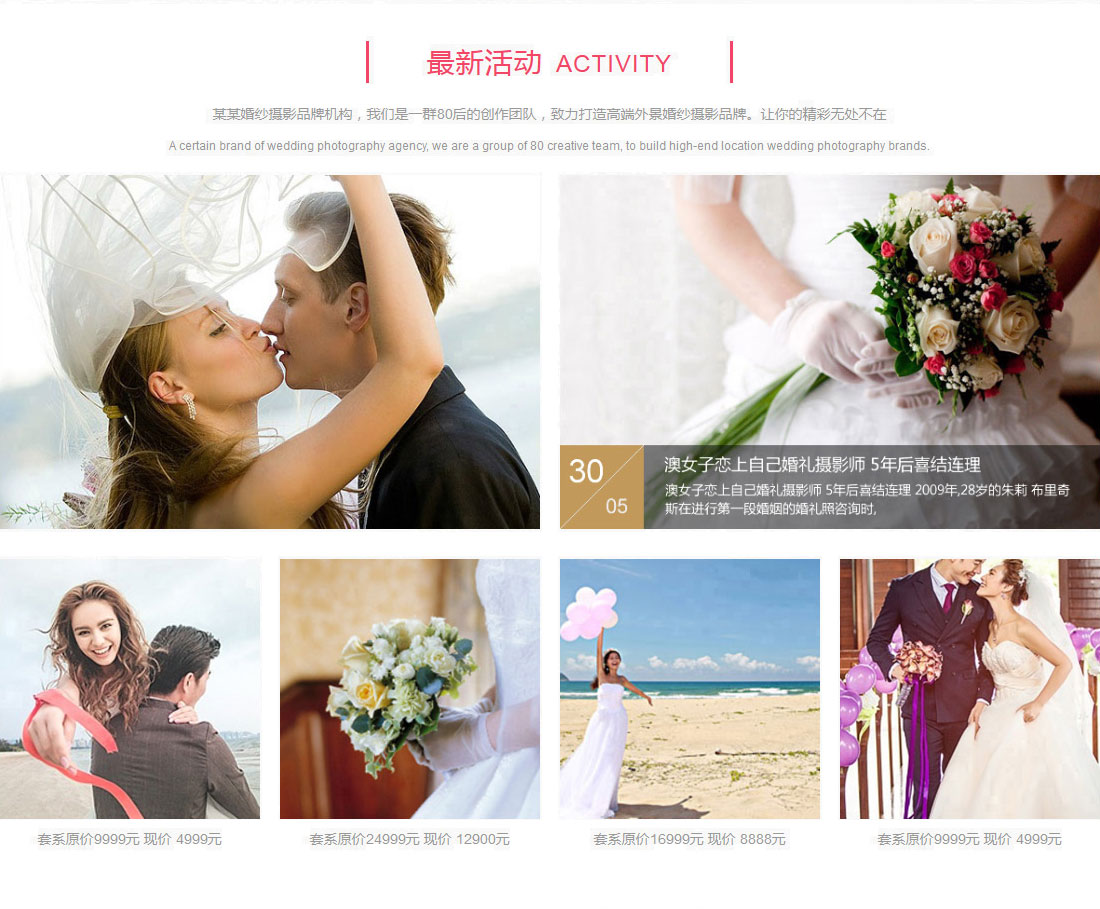 最新活动 ACTIVITY
某某婚纱摄影品牌机构，我们是一群80后的创作团队，致力打造高端外景婚纱摄影品牌。让你的精彩无处不在
A certain brand of wedding photography agency, we are a group of 80 creative team, to build high-end location wedding photography brands.
30
05
澳女子恋上自己婚礼摄影师 5年后喜结连理
澳女子恋上自己婚礼摄影师 5年后喜结连理 2009年,28岁的朱莉 布里奇
斯在进行第一段婚姻的婚礼照咨询时,
套系原价9999元 现价 4999元
套系原价24999元 现价 12900元
套系原价16999元 现价 8888元
套系原价9999元 现价 4999元